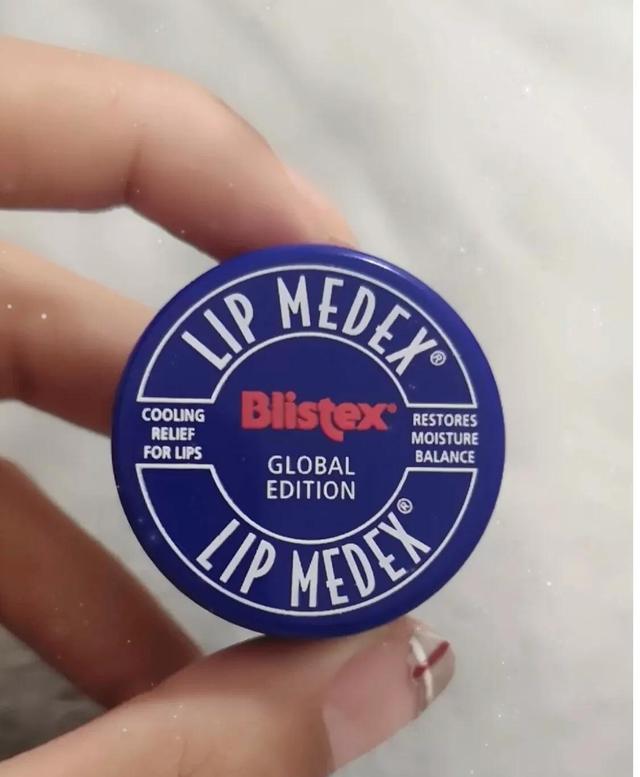 LIP MEDEX®
COOLING
RELIEF
FOR LIPS
Blistex®
GLOBAL
EDITION
RESTORES
MOISTURE
BALANCE
LIP MEDEX®